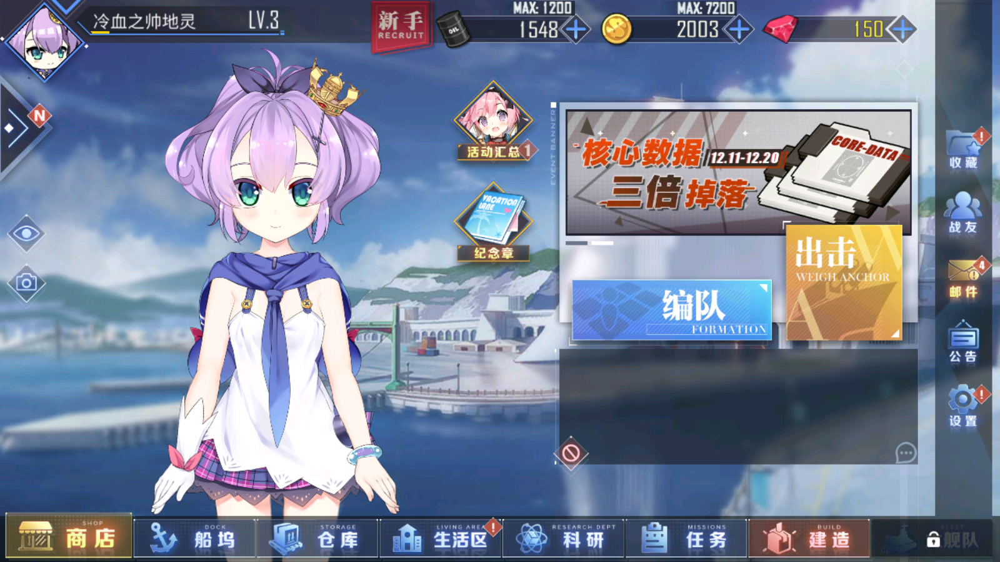 冷血之帅地灵
LV.3
新手
RECRUIT
OIL
MAX: 1200
1548
MAX: 7200
2003
150
N
活动汇总
1
VACATION
LANE
纪念章
EVENT BANNER
核心数据
12.11-12.20
三倍掉落
CORE-DATA
出击
WEIGH ANCHOR
编队
FORMATION
收藏
战友
4
邮件
公告
设置
SHOP
商店
DOCK
船坞
STORAGE
仓库
LIVING AREA
生活区
RESEARCH DEPT
科研
MISSIONS
任务
BUILD
建造
FLEET
舰队